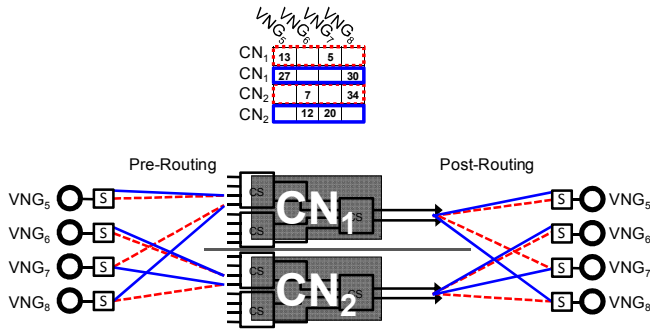 VNG5 VNG6 VNG7 VNG8
CN1 13 5
CN1 27 30
CN2 7 34
CN2 12 20
Pre-Routing Post-Routing
VNG5 S CS CN1 CS S VNG5
VNG6 S CS S VNG6
VNG7 S CS CN2 CS S VNG7
VNG8 S CS S VNG8